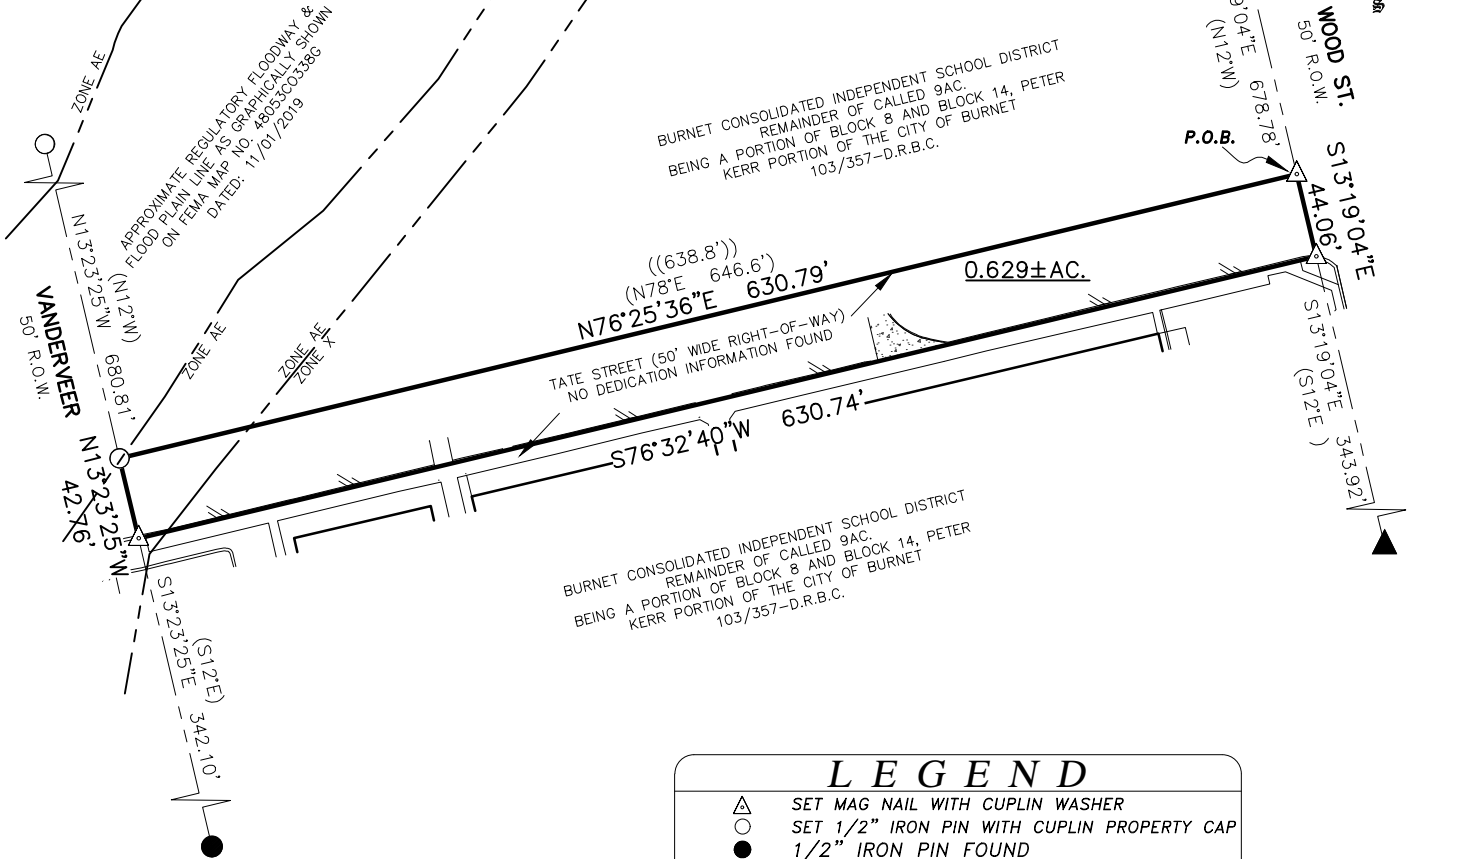 ZONE AE
APPROXIMATE REGULATORY FLOODWAY &
FLOOD PLAIN LINE AS GRAPHICALLY SHOWN
ON FEMA MAP NO. 48053C0338G
DATED: 11/01/2019
BURNET CONSOLIDATED INDEPENDENT SCHOOL DISTRICT
REMAINDER OF CALLED 9AC.
BEING A PORTION OF BLOCK 8 AND BLOCK 14, PETER
KERR PORTION OF THE CITY OF BURNET
103/357-D.R.B.C.
9'04"E 678.78'
(N12°W)
WOOD ST.
50' R.O.W.
P.O.B.
S13°19'04"E
44.06'
N13°23'25"W 680.81'
(N12°W)
VANDERVEER
50' R.O.W.
ZONE AE
ZONE AE
ZONE X
((638.8'))
(N78°E 646.6')
N76°25'36"E 630.79'
0.629±AC.
TATE STREET (50' WIDE RIGHT-OF-WAY)
NO DEDICATION INFORMATION FOUND
S76°32'40"W 630.74'
N13°23'25"W
42.76'
S13°19'04"E 343.92'
(S12°E )
BURNET CONSOLIDATED INDEPENDENT SCHOOL DISTRICT
REMAINDER OF CALLED 9AC.
BEING A PORTION OF BLOCK 8 AND BLOCK 14, PETER
KERR PORTION OF THE CITY OF BURNET
103/357-D.R.B.C.
S13°23'25"E 342.10'
(S12°E)
LEGEND
SET MAG NAIL WITH CUPLIN WASHER
SET 1/2" IRON PIN WITH CUPLIN PROPERTY CAP
1/2" IRON PIN FOUND